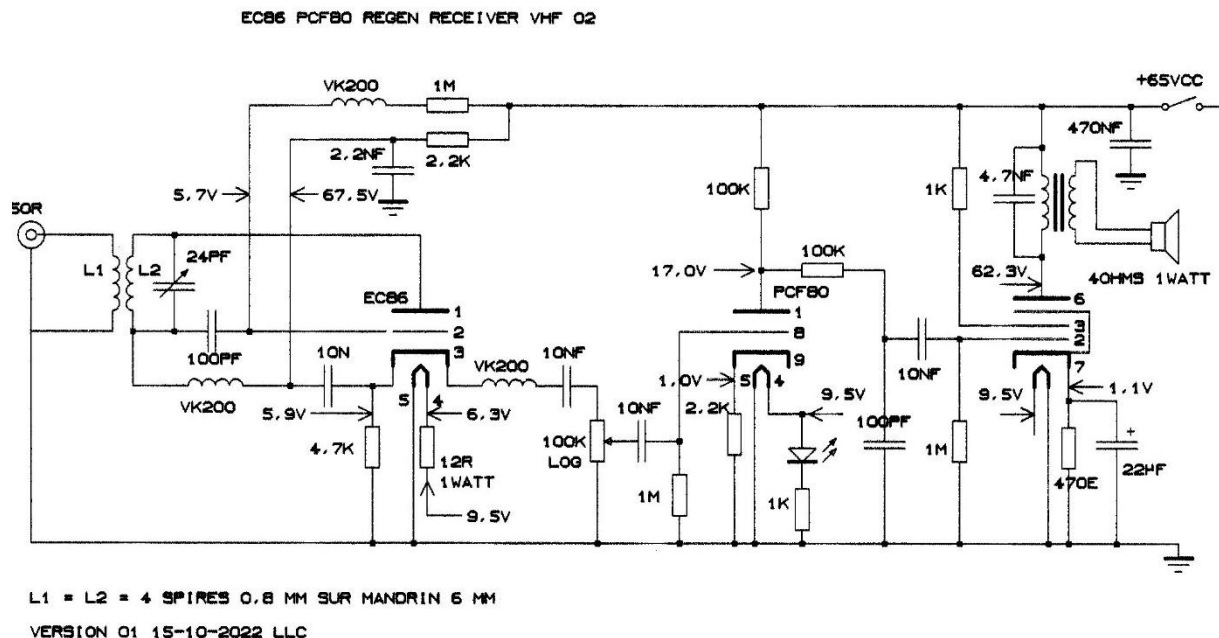 EC86 PCF80 REGEN RECEIVER VHF 02
VK200
1M
+65VCC
2,2NF
2,2K
470NF
5,7V
67,5V
100K
1K
4,7NF
50R
L1
L2
24PF
EC86
17,0V
100K
PCF80
62,3V
4OHMS 1WATT
1
2
3
1
8
9
6
3
2
7
100PF
10N
VK200
10NF
10NF
VK200
5,9V
5
4
6,3V
1,0V
5
4
9,5V
10NF
9,5V
1,1V
4,7K
12R
1WATT
9,5V
100K
LOG
1M
2,2K
1K
100PF
1M
470E
+
22µF
L1 = L2 = 4 SPIRES 0,8 MM SUR MANDRIN 6 MM
VERSION 01 15-10-2022 LLC